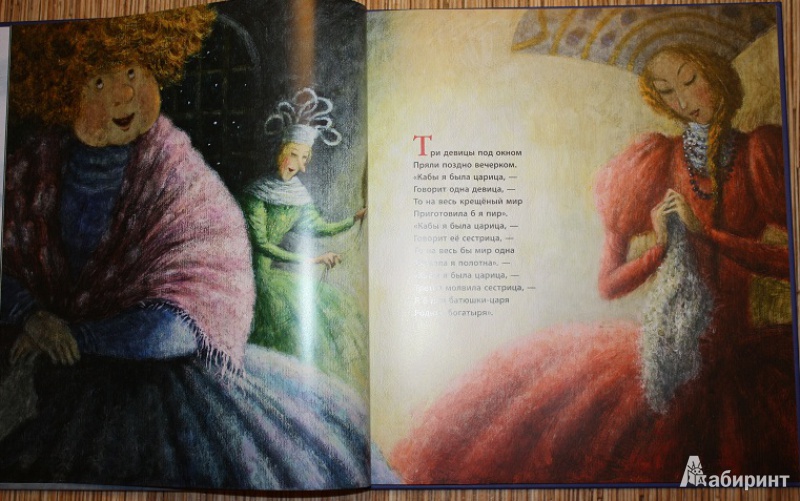 Три девицы под окном
Пряли поздно вечерком.
«Кабы я была царица, —
Говорит одна девица, —
То на весь крещёный мир
Приготовила б я пир».
«Кабы я была царица, —
Говорит её сестрица, —
на весь бы мир одна
я полотна». —
я была царица, —
молвила сестрица, —
батюшки-царя
богатыря».
Лабиринт